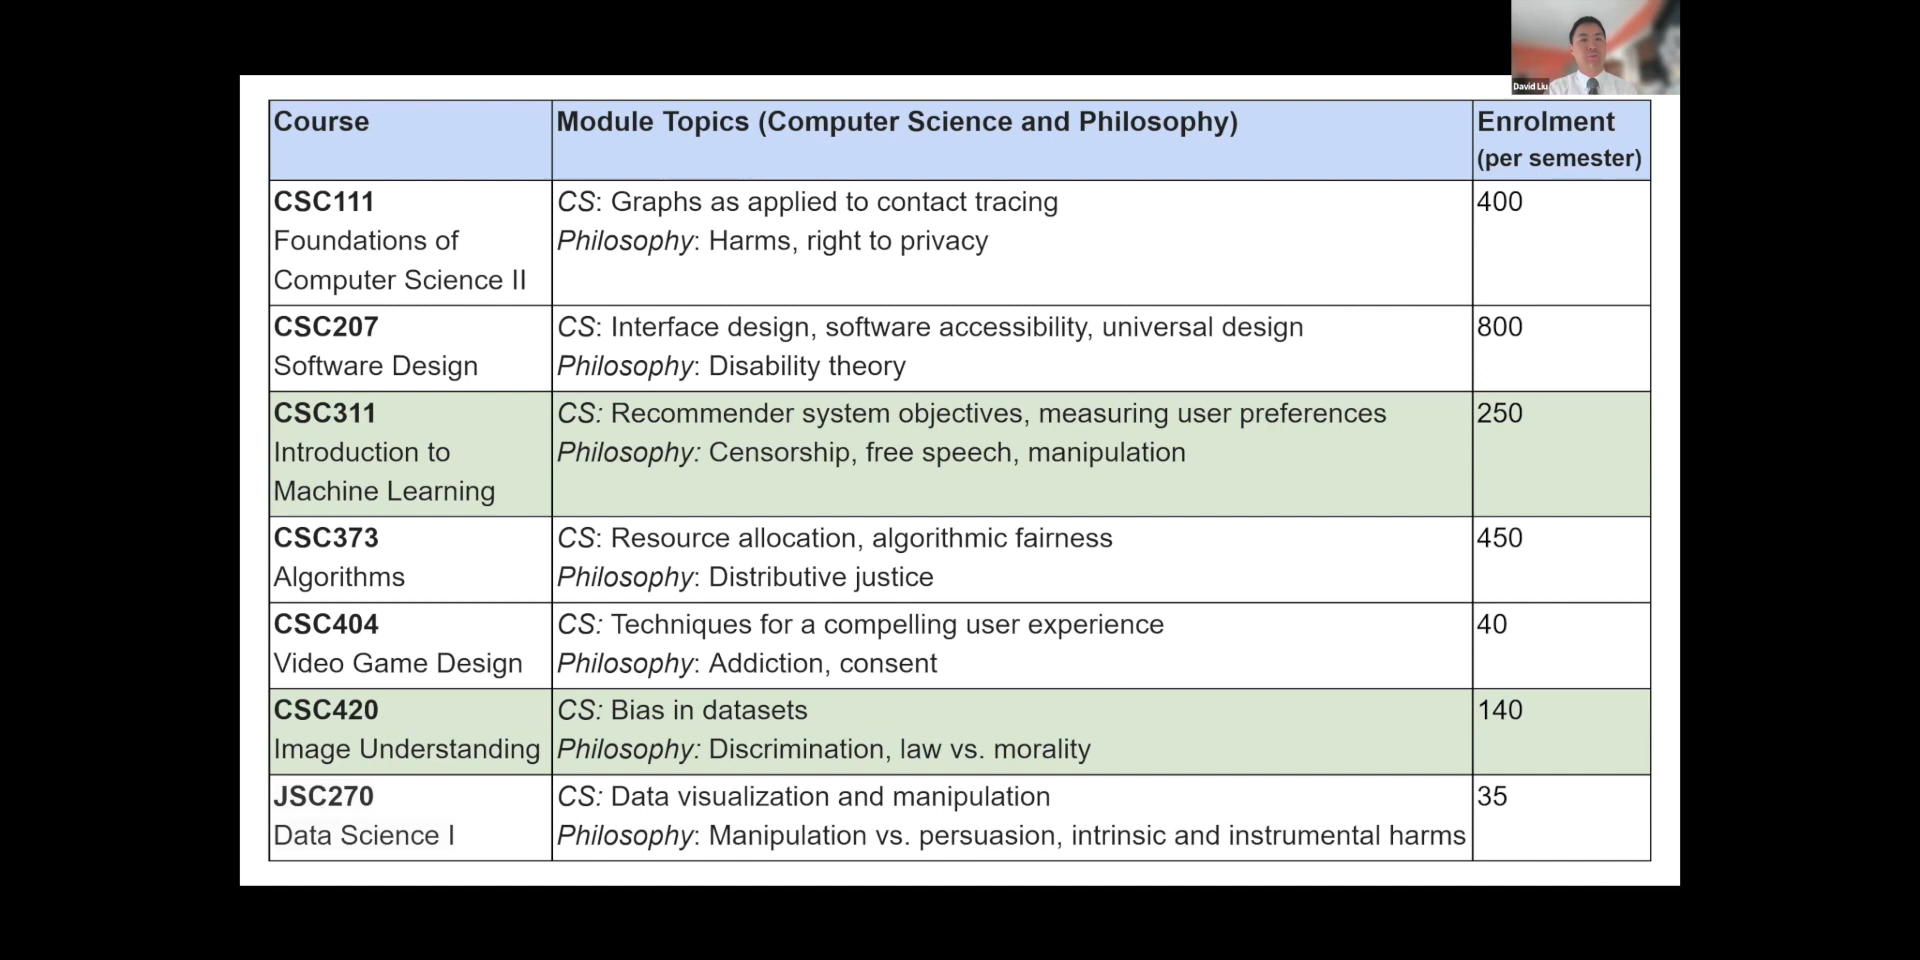 David Liu
Course
Module Topics (Computer Science and Philosophy)
Enrolment
(per semester)
CSC111
Foundations of
Computer Science II
CS: Graphs as applied to contact tracing
Philosophy: Harms, right to privacy
400
CSC207
Software Design
CS: Interface design, software accessibility, universal design
Philosophy: Disability theory
800
CSC311
Introduction to
Machine Learning
CS: Recommender system objectives, measuring user preferences
Philosophy: Censorship, free speech, manipulation
250
CSC373
Algorithms
CS: Resource allocation, algorithmic fairness
Philosophy: Distributive justice
450
CSC404
Video Game Design
CS: Techniques for a compelling user experience
Philosophy: Addiction, consent
40
CSC420
Image Understanding
CS: Bias in datasets
Philosophy: Discrimination, law vs. morality
140
JSC270
Data Science I
CS: Data visualization and manipulation
Philosophy: Manipulation vs. persuasion, intrinsic and instrumental harms
35